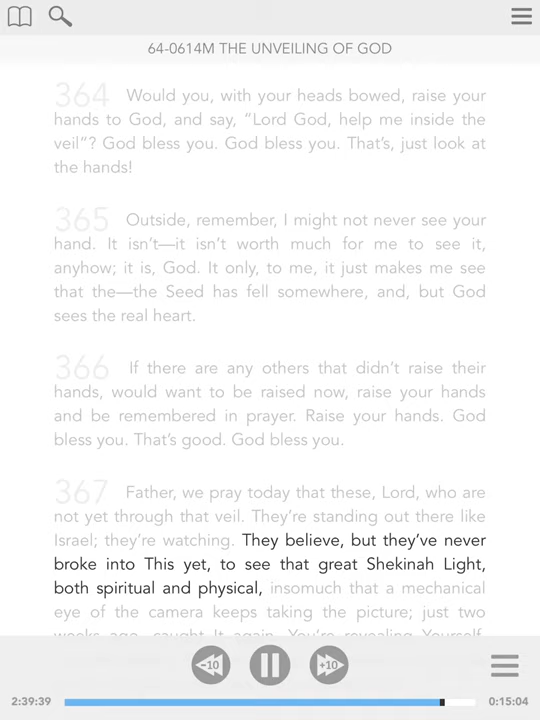 64-0614M THE UNVEILING OF GOD
364 Would you, with your heads bowed, raise your
hands to God, and say, “Lord God, help me inside the
veil”? God bless you. God bless you. That’s, just look at
the hands!
365 Outside, remember, I might not never see your
hand. It isn’t—it isn’t worth much for me to see it,
anyhow; it is, God. It only, to me, it just makes me see
that the—the Seed has fell somewhere, and, but God
sees the real heart.
366 If there are any others that didn’t raise their
hands, would want to be raised now, raise your hands
and be remembered in prayer. Raise your hands. God
bless you. That’s good. God bless you.
367 Father, we pray today that these, Lord, who are
not yet through that veil. They’re standing out there like
Israel; they’re watching. They believe, but they’ve never
broke into This yet, to see that great Shekinah Light,
both spiritual and physical, insomuch that a mechanical
eye of the camera keeps taking the picture; just two
weeks ago, caught It again. You’re revealing Yourself,
-10
+10
2:39:39
0:15:04